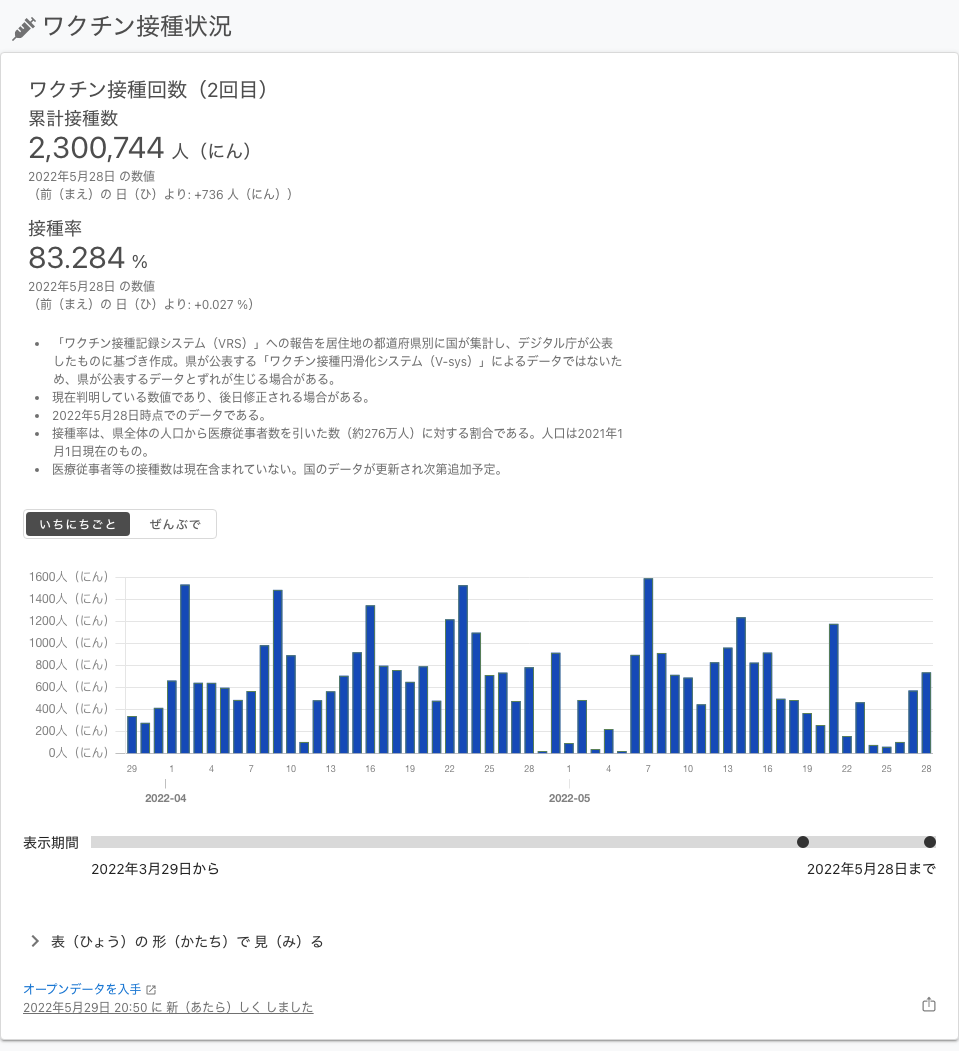 ワクチン接種状況
ワクチン接種回数（2回目）
累計接種数
2,300,744 人（にん）
2022年5月28日 の数値
（前（まえ）の 日（ひ）より: +736 人（にん））
接種率
83.284 %
2022年5月28日 の数値
（前（まえ）の 日（ひ）より: +0.027 %）
• 「ワクチン接種記録システム（VRS）」への報告を居住地の都道府県別に国が集計し、デジタル庁が公表
したものに基づき作成。県が公表する「ワクチン接種円滑化システム（V-sys）」によるデータではないた
め、県が公表するデータとずれが生じる場合がある。
• 現在判明している数値であり、後日修正される場合がある。
• 2022年5月28日時点でのデータである。
• 接種率は、県全体の人口から医療従事者数を引いた数（約276万人）に対する割合である。人口は2021年1
月1日現在のもの。
• 医療従事者等の接種数は現在含まれていない。国のデータが更新され次第追加予定。
いちにちごと ぜんぶで
1600人（にん）
1400人（にん）
1200人（にん）
1000人（にん）
800人（にん）
600人（にん）
400人（にん）
200人（にん）
0人（にん）
29 1 4 7 10 13 16 19 22 25 28 1 4 7 10 13 16 19 22 25 28
2022-04 2022-05
表示期間
2022年3月29日から 2022年5月28日まで
表（ひょう）の 形（かたち）で 見（み）る
オープンデータを入手
2022年5月29日 20:50 に 新（あたら）しく しました